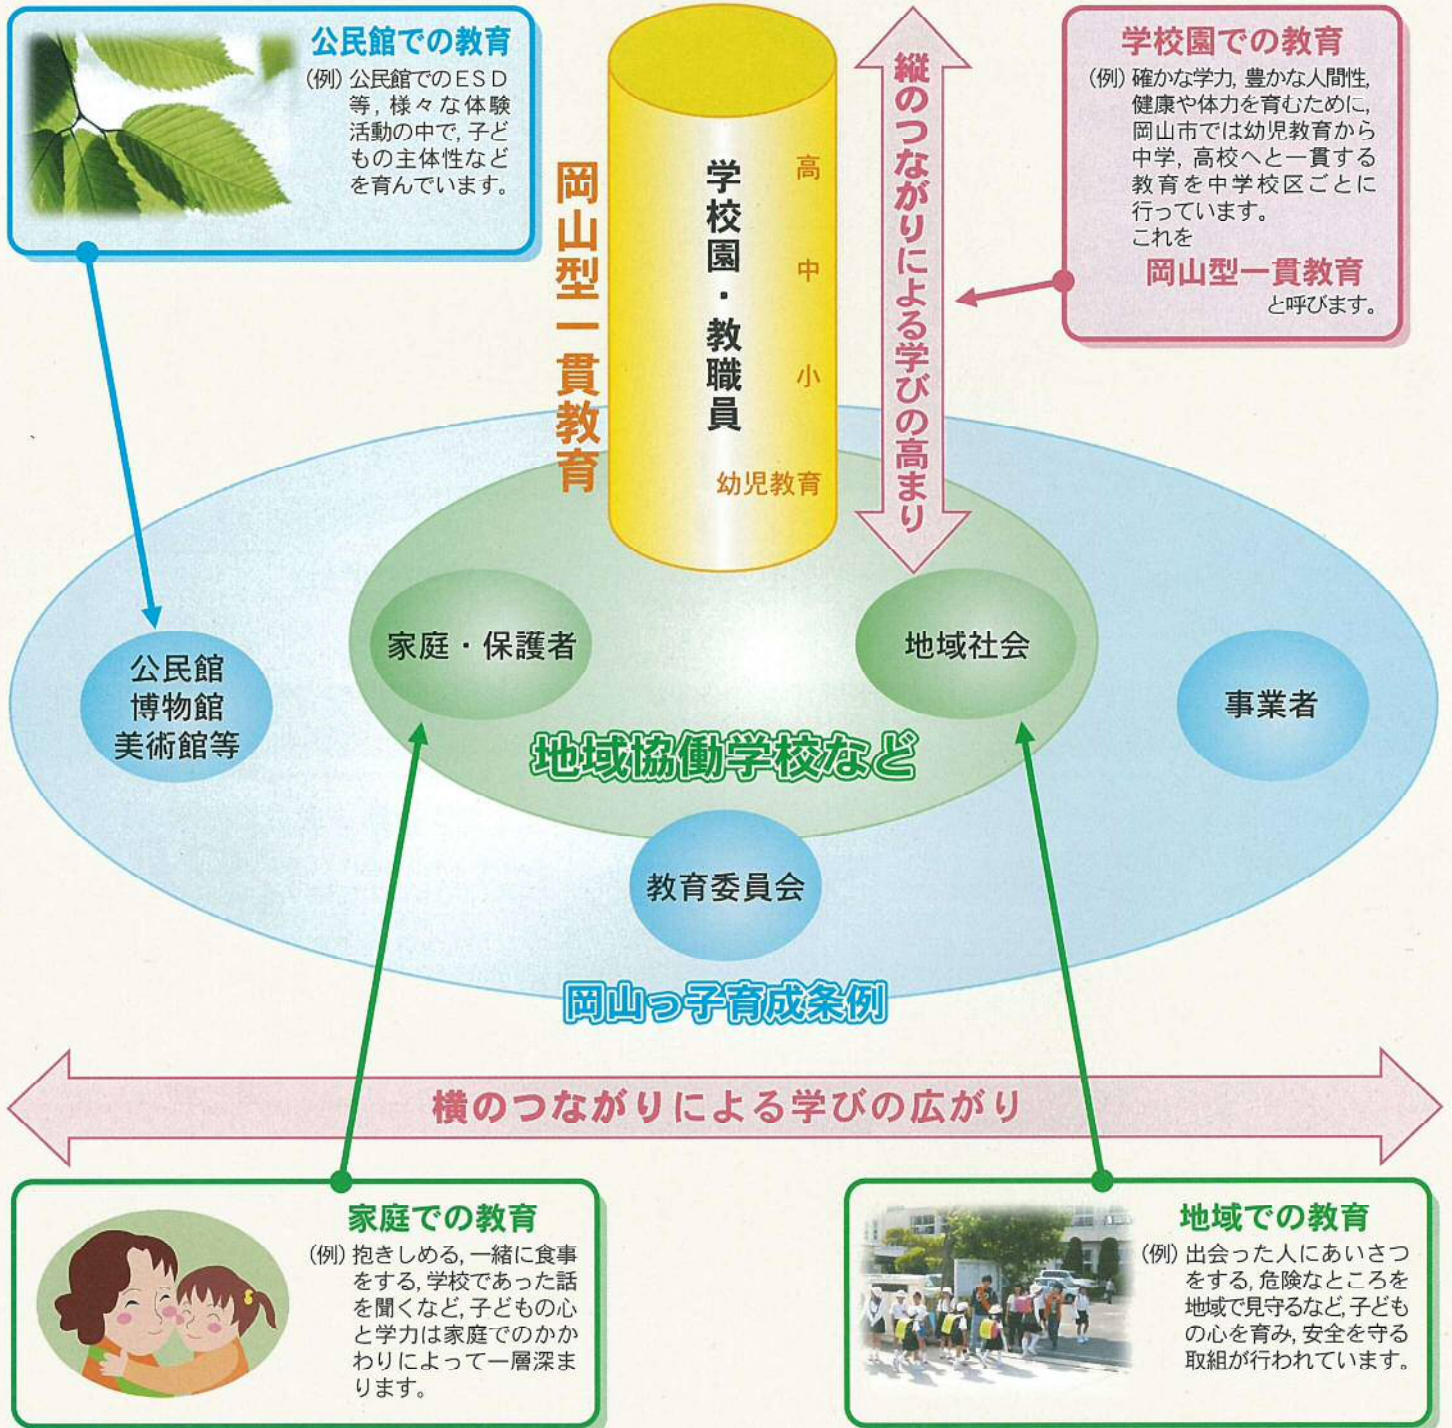 公民館での教育
(例) 公民館でのESD
等, 様々な体験
活動の中で, 子ど
もの主体性など
を育んでいます。
岡山型一貫教育
学校園・教職員
高
中
小
幼児教育
縦のつながりによる学びの高まり
学校園での教育
(例) 確かな学力, 豊かな人間性,
健康や体力を育むために,
岡山市では幼児教育から
中学, 高校へと一貫する
教育を中学校区ごとに
行っています。
これを
岡山型一貫教育
と呼びます。
家庭・保護者
地域社会
公民館
博物館
美術館等
事業者
地域協働学校など
教育委員会
岡山っ子育成条例
横のつながりによる学びの広がり
家庭での教育
(例) 抱きしめる, 一緒に食事
をする, 学校であった話
を聞くなど, 子どもの心
と学力は家庭でのかか
わりによって一層深ま
ります。
地域での教育
(例) 出会った人にあいさつ
をする, 危険なところを
地域で見守るなど, 子ども
の心を育み, 安全を守る
取組が行われています。